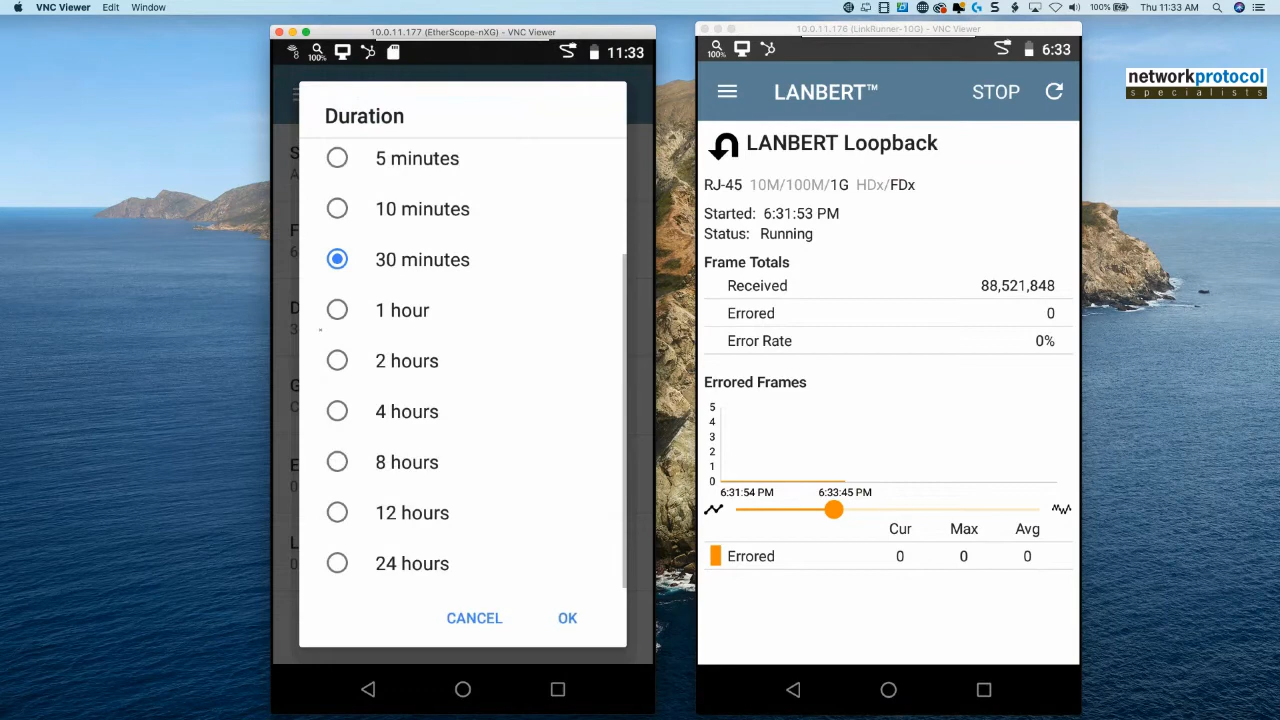 VNC Viewer Edit Window
100% Thu 11:33 AM
10.0.11.177 (EtherScope-nXG) - VNC Viewer
100% 11:33
Duration
5 minutes
10 minutes
30 minutes
1 hour
2 hours
4 hours
8 hours
12 hours
24 hours
CANCEL OK
10.0.11.176 (LinkRunner-10G) - VNC Viewer
100% 6:33
LANBERT™ STOP
LANBERT Loopback
RJ-45 10M/100M/1G HDx/FDx
Started: 6:31:53 PM
Status: Running
Frame Totals
Received 88,521,848
Errored 0
Error Rate 0%
Errored Frames
5
4
3
2
1
0
6:31:54 PM 6:33:45 PM
Cur Max Avg
Errored 0 0 0
networkprotocol
specialists